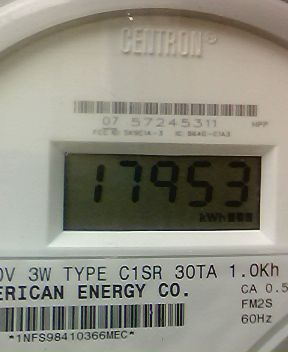 CENTRON®
07 57245311
17953
kWh
0V 3W TYPE C1SR 30TA 1.0Kh
ERICAN ENERGY CO.
CA 0.5
FM2S
60Hz
*1NFS98410366MEC*